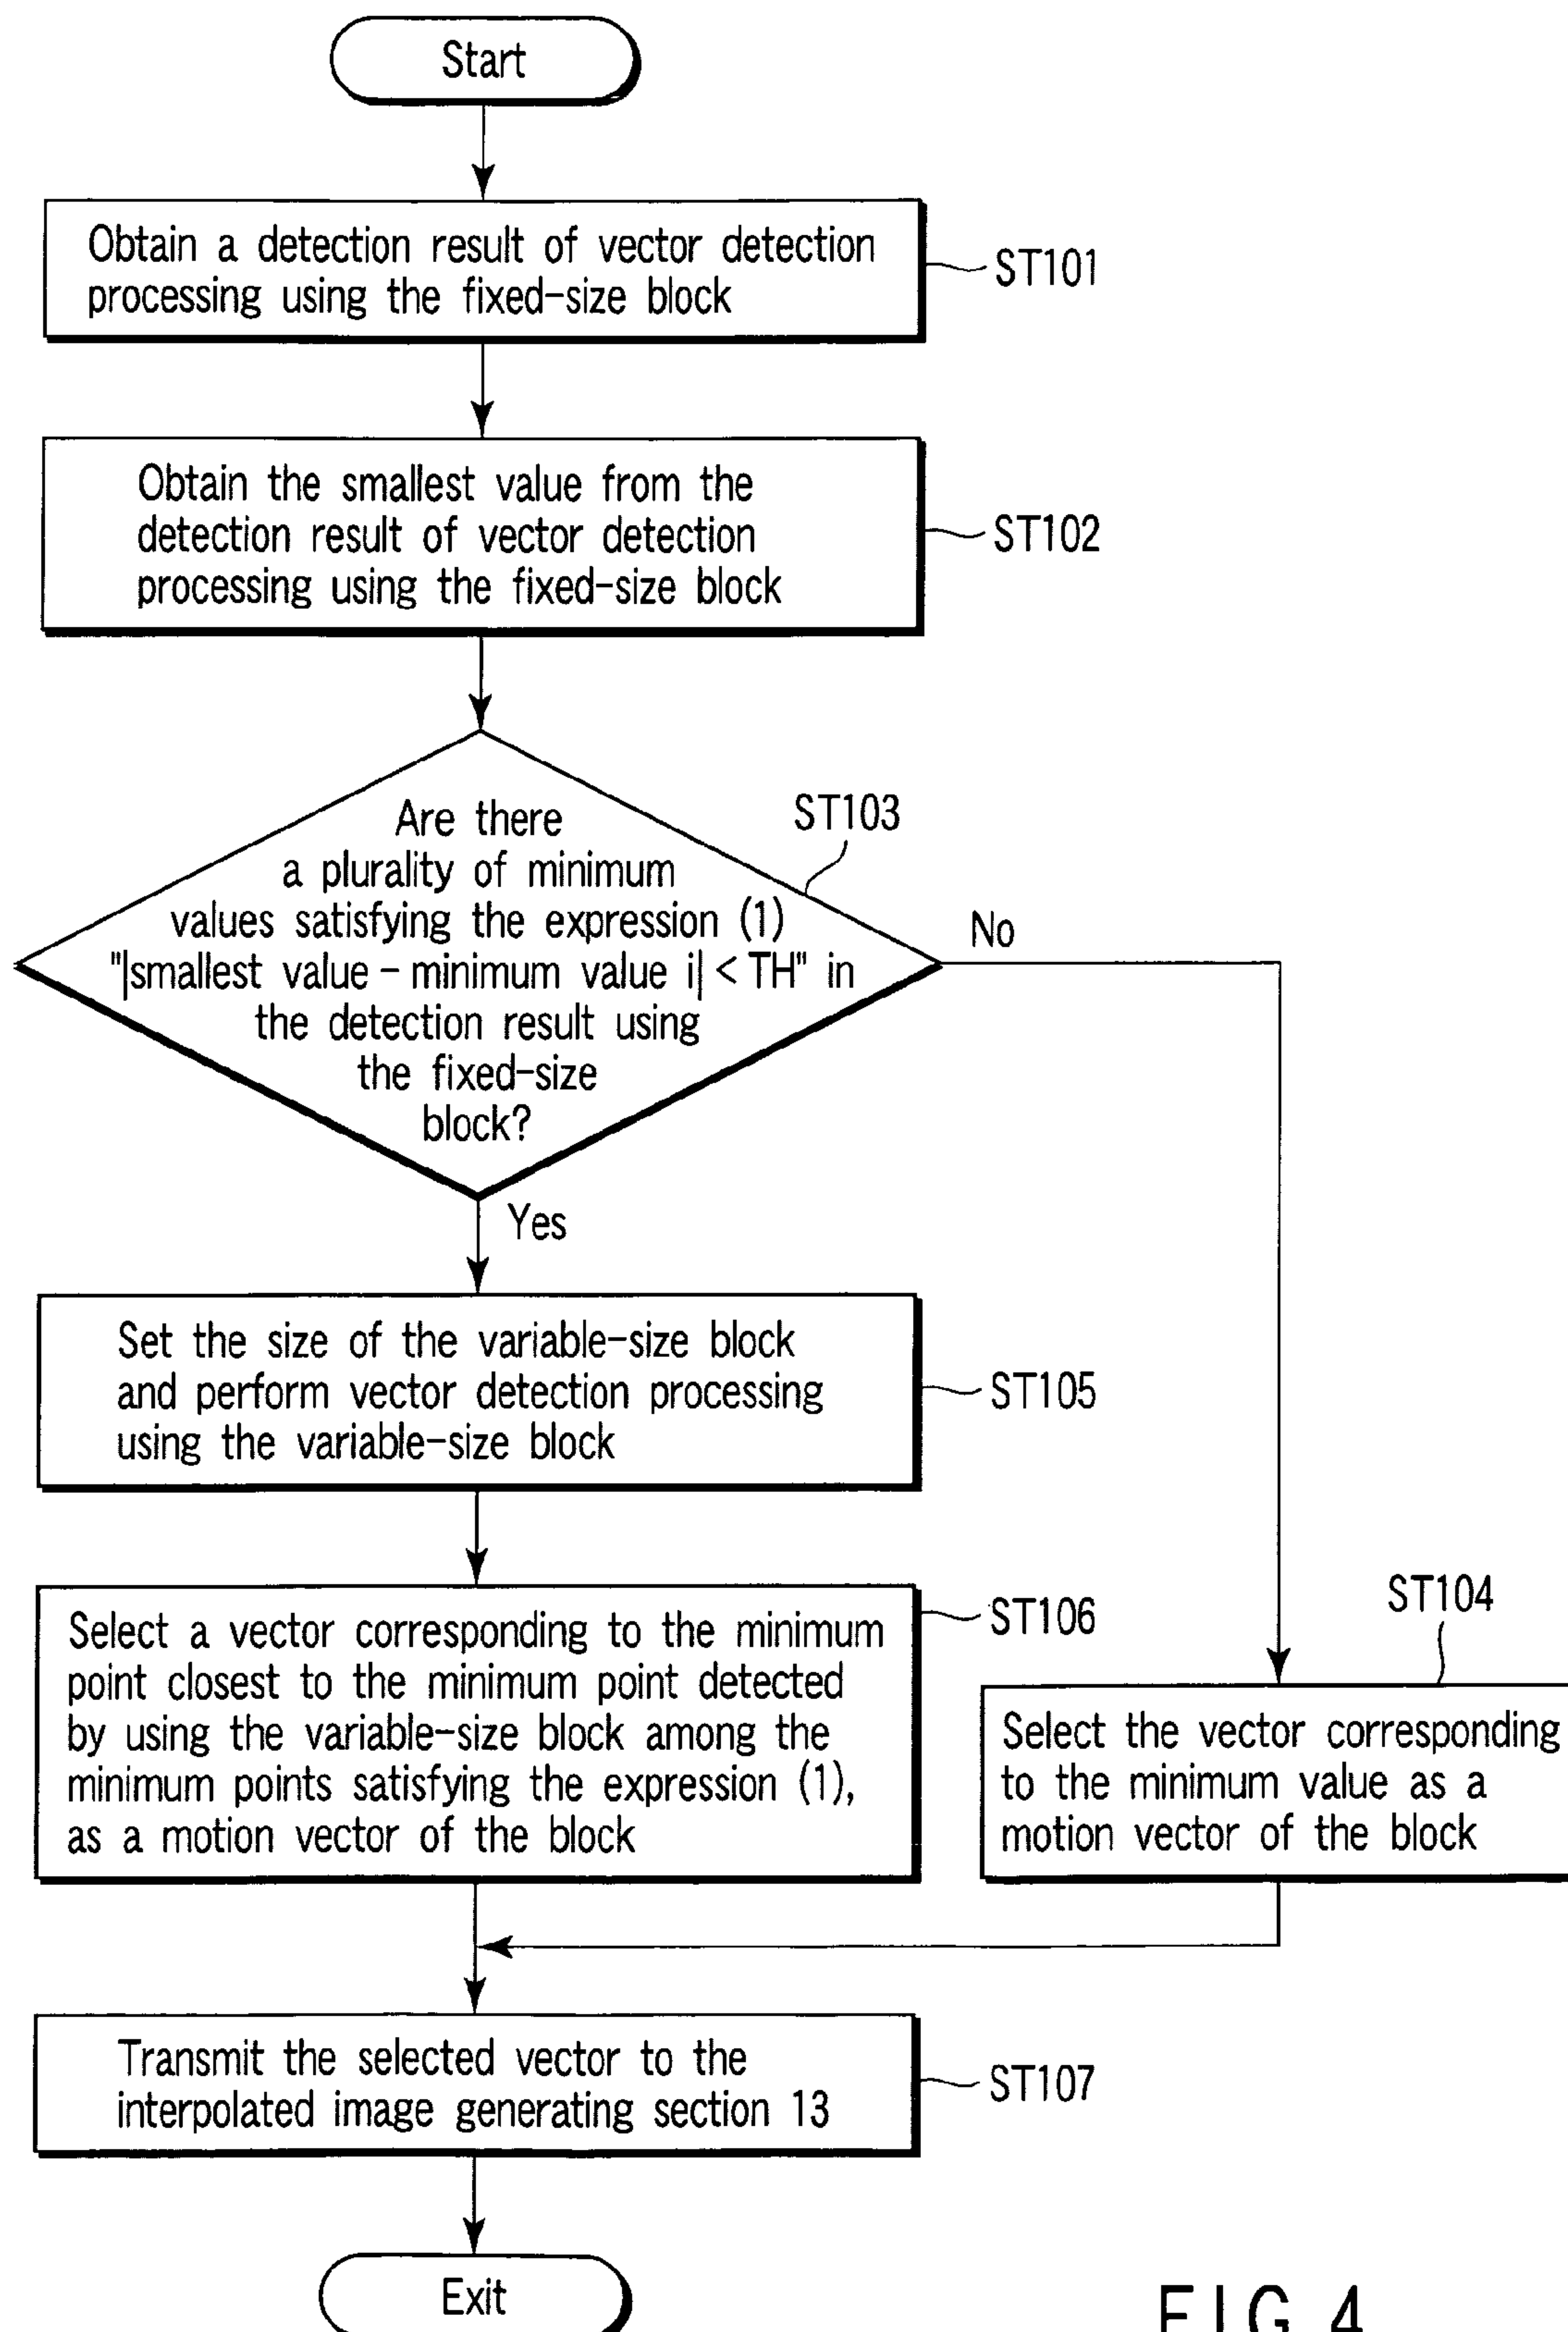 Start
Obtain a detection result of vector detection
processing using the fixed-size block
ST101
Obtain the smallest value from the
detection result of vector detection
processing using the fixed-size block
ST102
Are there
a plurality of minimum
values satisfying the expression (1)
"|smallest value - minimum value i| < TH" in
the detection result using
the fixed-size
block?
ST103
No
Yes
Set the size of the variable-size block
and perform vector detection processing
using the variable-size block
ST105
Select a vector corresponding to the minimum
point closest to the minimum point detected
by using the variable-size block among the
minimum points satisfying the expression (1),
as a motion vector of the block
ST106
ST104
Select the vector corresponding
to the minimum value as a
motion vector of the block
Transmit the selected vector to the
interpolated image generating section 13
ST107
Exit
FIG. 4